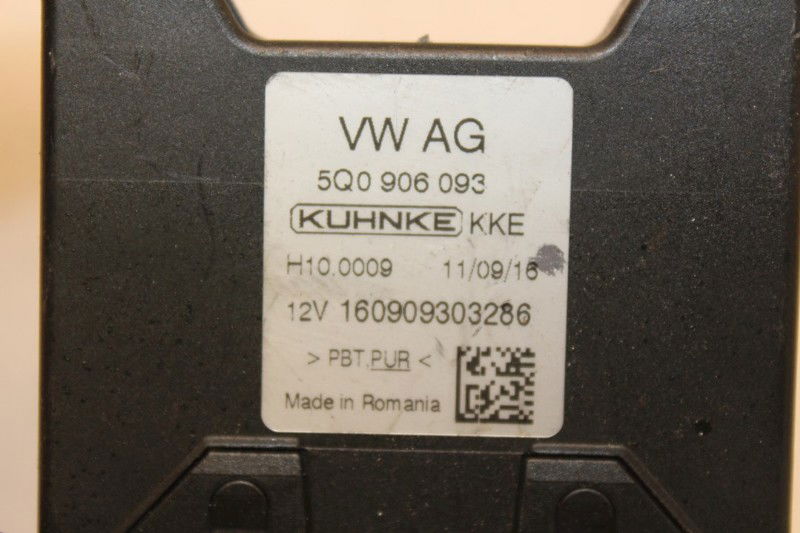 VW AG
5Q0 906 093
KUHNKE KKE
H10.0009 11/09/16
12V 160909303286
> PBT.PUR <
Made in Romania